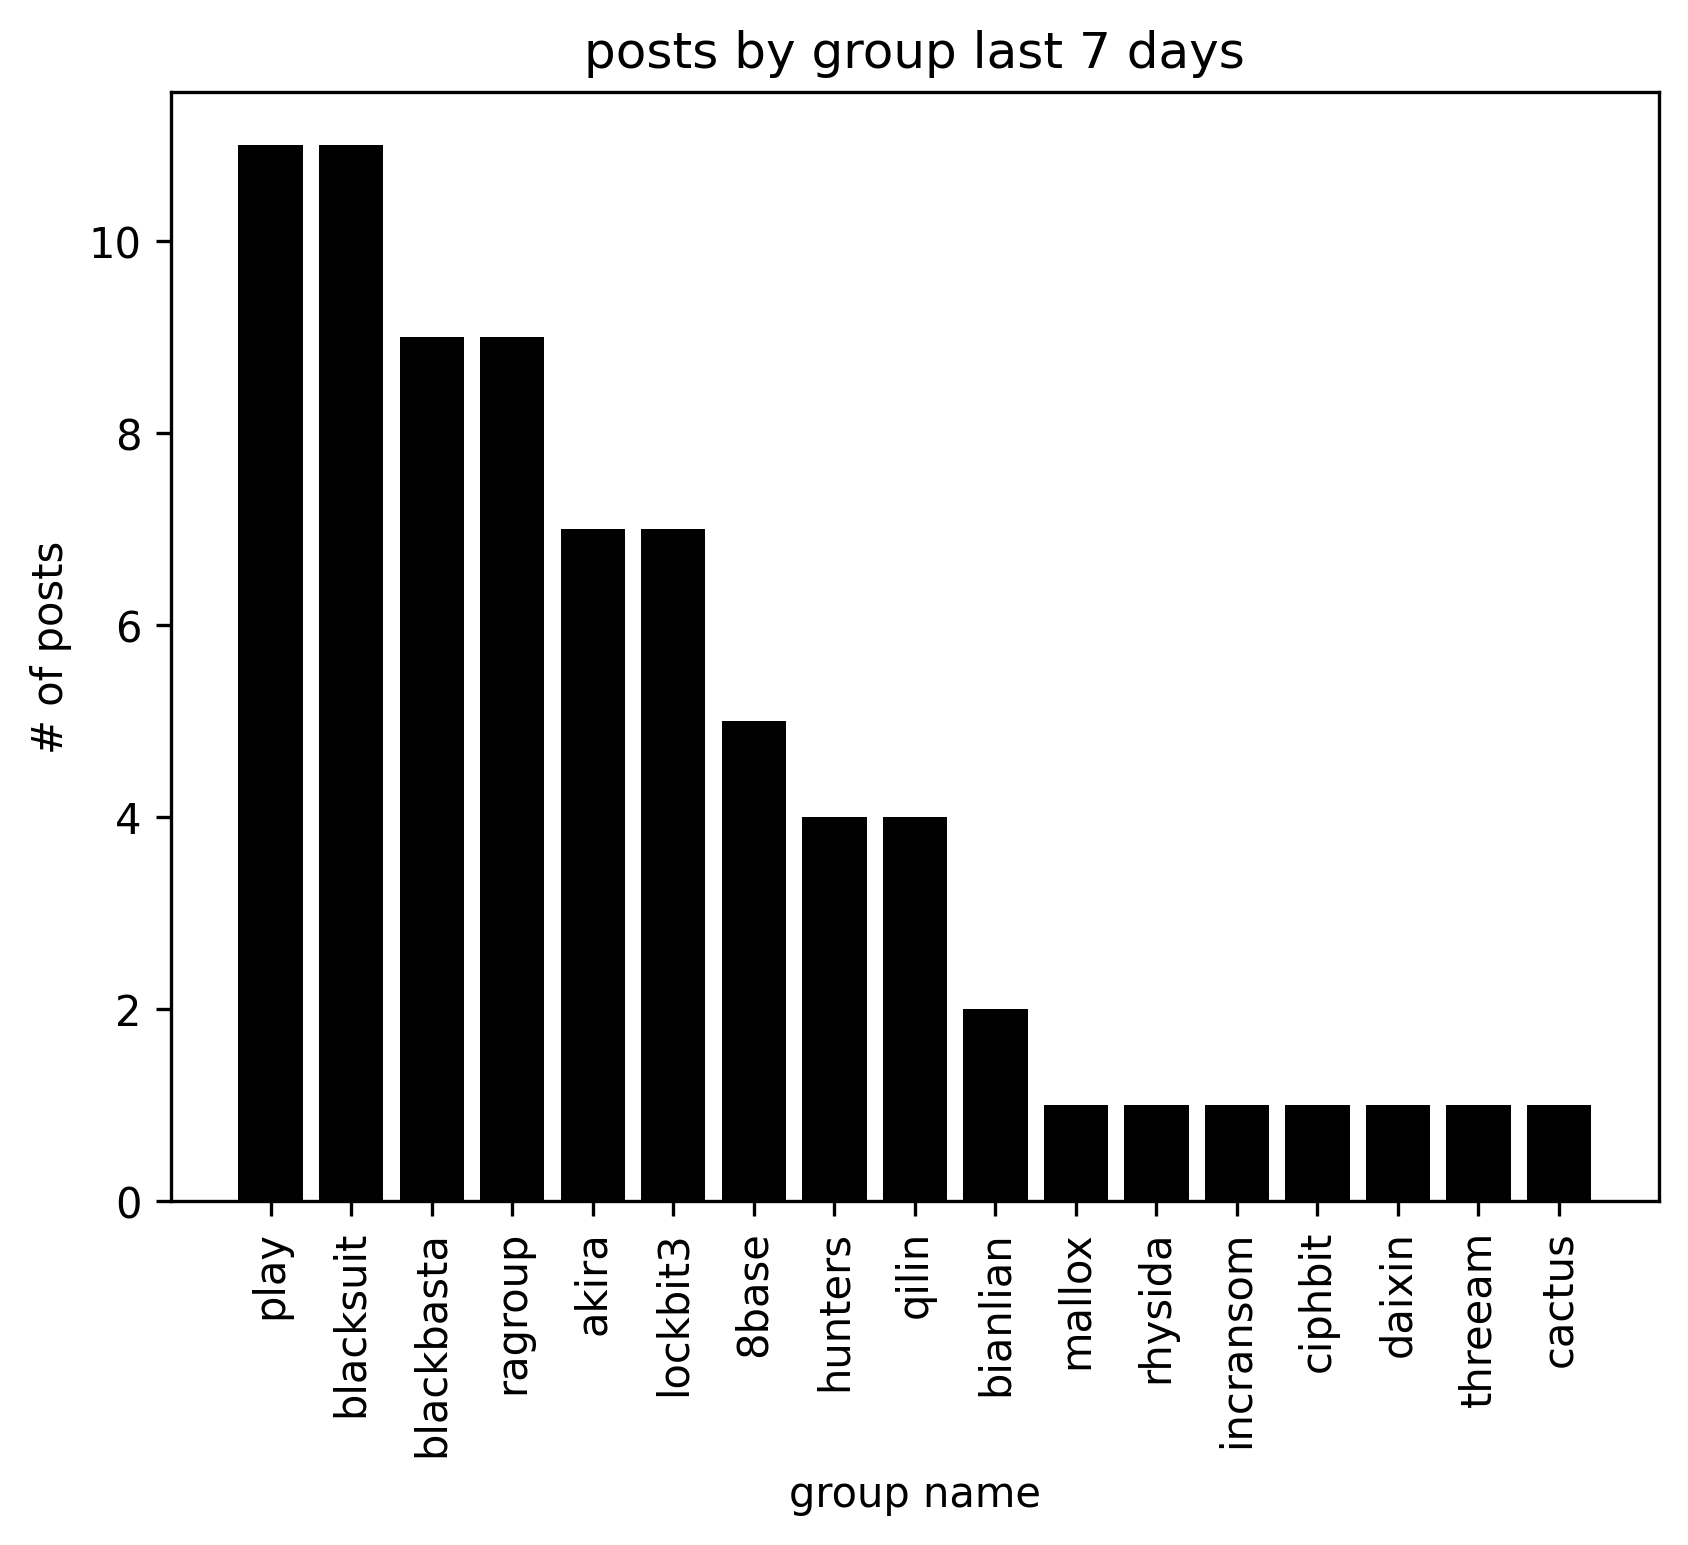 posts by group last 7 days
# of posts
10
8
6
4
2
0
play
blacksuit
blackbasta
ragroup
akira
lockbit3
8base
hunters
qilin
bianlian
mallox
rhysida
incransom
ciphbit
daixin
threeam
cactus
group name